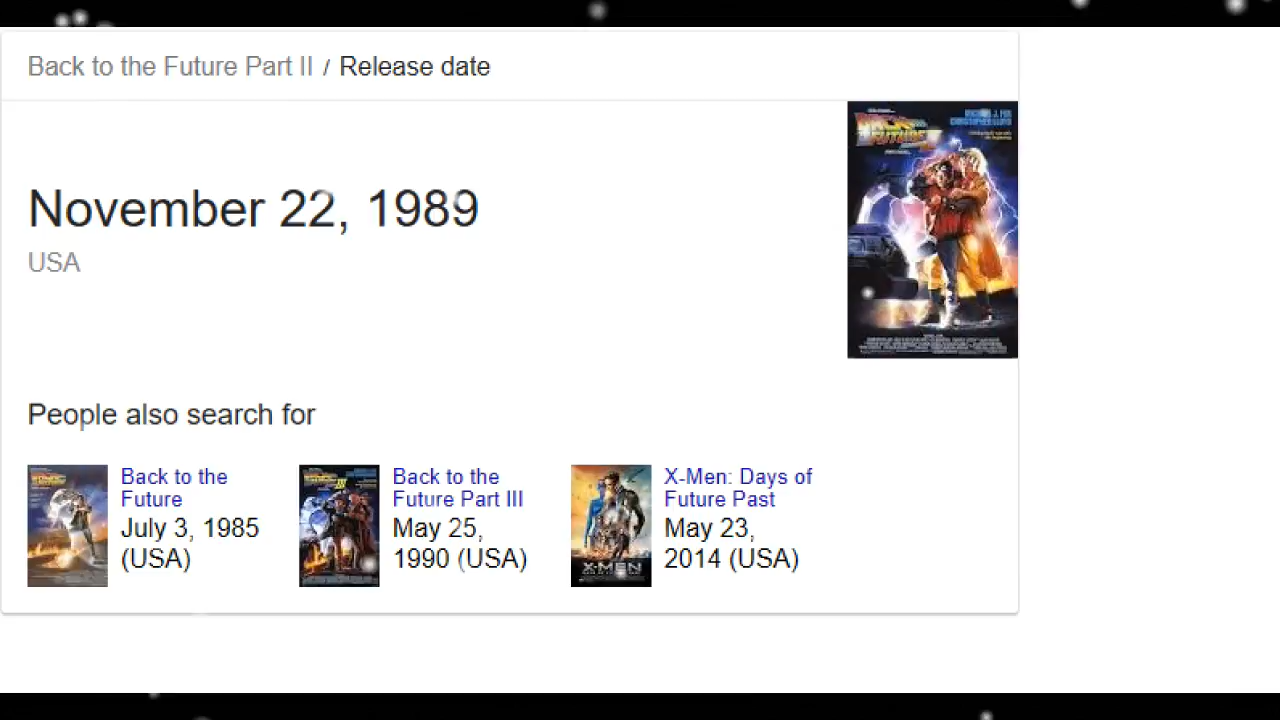 Back to the Future Part II / Release date
November 22, 1989
USA
People also search for
Back to the
Future
July 3, 1985
(USA)
Back to the
Future Part III
May 25,
1990 (USA)
X-Men: Days of
Future Past
May 23,
2014 (USA)
X-MEN